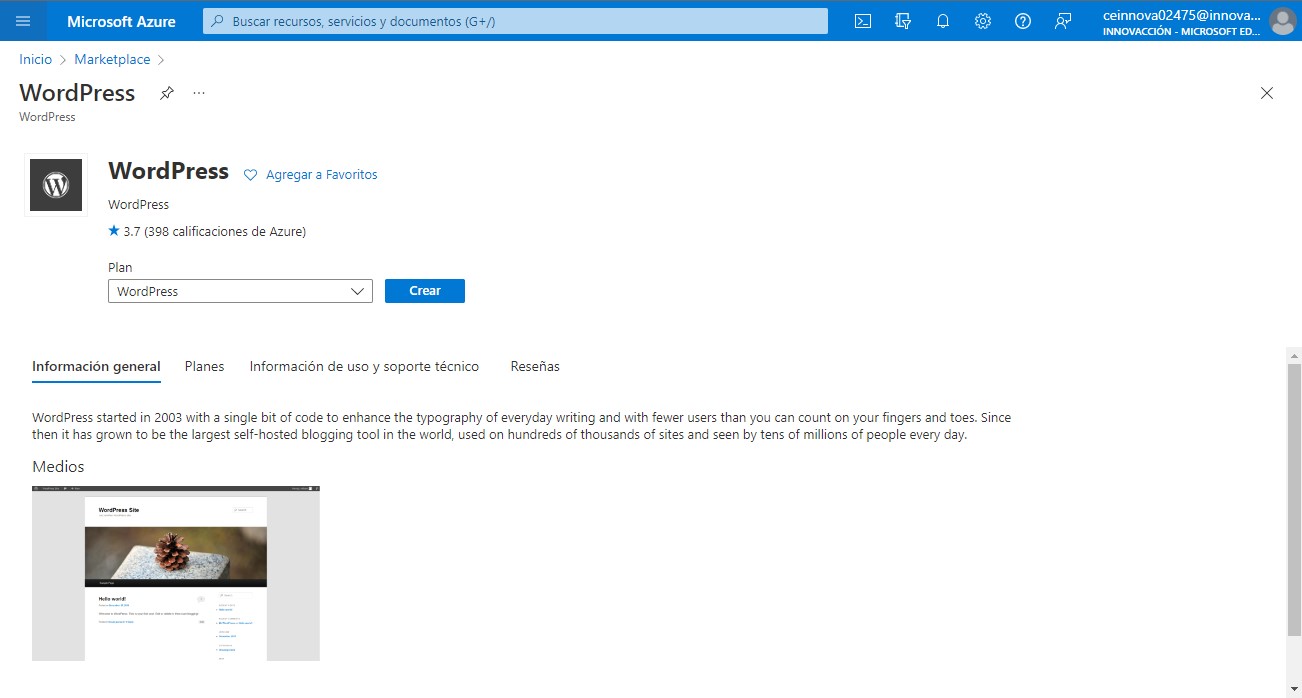 Microsoft Azure
Buscar recursos, servicios y documentos (G+/)
ceinnova02475@innova...
INNOVACCIÓN - MICROSOFT ED...
Inicio > Marketplace >
WordPress
...
WordPress
WordPress
Agregar a Favoritos
WordPress
3.7 (398 calificaciones de Azure)
Plan
WordPress
Crear
Información general
Planes
Información de uso y soporte técnico
Reseñas
WordPress started in 2003 with a single bit of code to enhance the typography of everyday writing and with fewer users than you can count on your fingers and toes. Since
then it has grown to be the largest self-hosted blogging tool in the world, used on hundreds of thousands of sites and seen by tens of millions of people every day.
Medios
WordPress Site
Hello world!